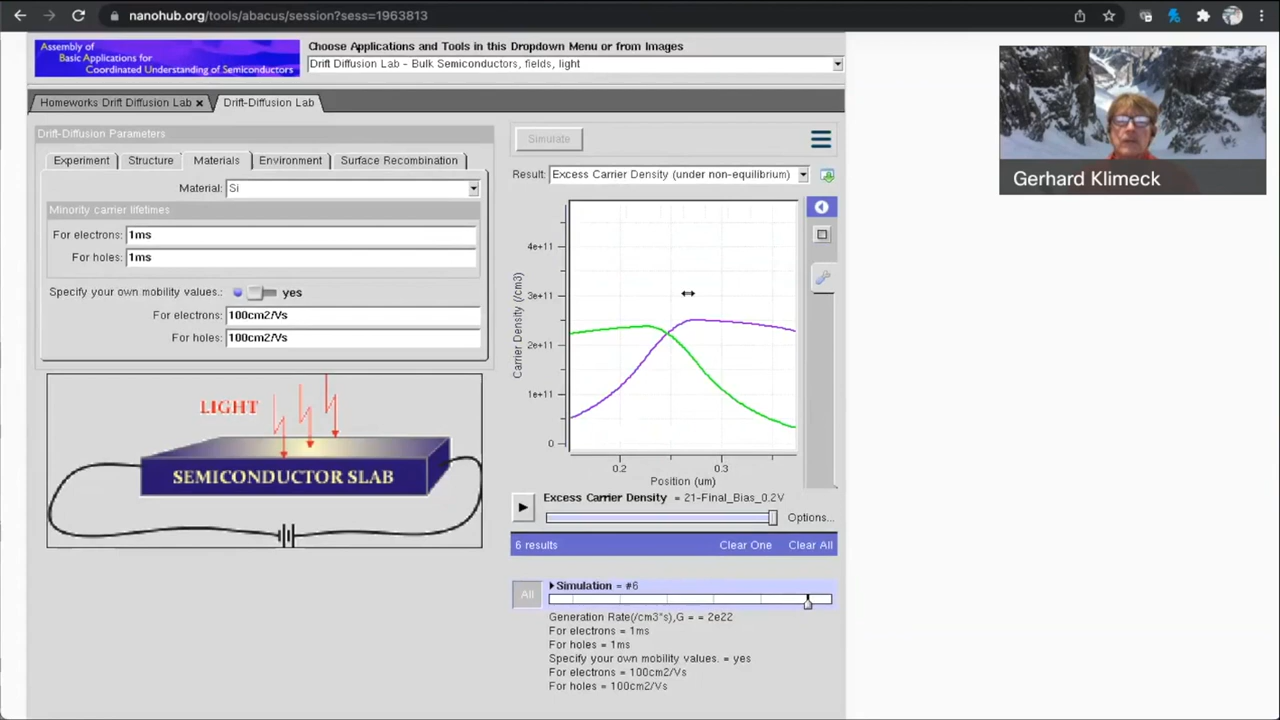 nanohub.org/tools/abacus/session?sess=1963813
Assembly of
Basic Applications for
Coordinated Understanding of Semiconductors
Choose Applications and Tools in this Dropdown Menu or from Images
Drift Diffusion Lab - Bulk Semiconductors, fields, light
Homeworks Drift Diffusion Lab ×
Drift-Diffusion Lab
Drift-Diffusion Parameters
Experiment
Structure
Materials
Environment
Surface Recombination
Material: Si
Minority carrier lifetimes
For electrons: 1ms
For holes: 1ms
Specify your own mobility values.: yes
For electrons: 100cm2/Vs
For holes: 100cm2/Vs
LIGHT
SEMICONDUCTOR SLAB
Simurate
Result: Excess Carrier Density (under non-equilibrium)
Carrier Density (/cm3)
4e+11
3e+11
2e+11
1e+11
0
0.2
0.3
Position (um)
Excess Carrier Density = 21-Final_Bias_0.2V
Options...
6 results
Clear One
Clear All
All
Simulation = #6
Generation Rate(/cm3*s),G = = 2e22
For electrons = 1ms
For holes = 1ms
Specify your own mobility values. = yes
For electrons = 100cm2/Vs
For holes = 100cm2/Vs
Gerhard Klimeck